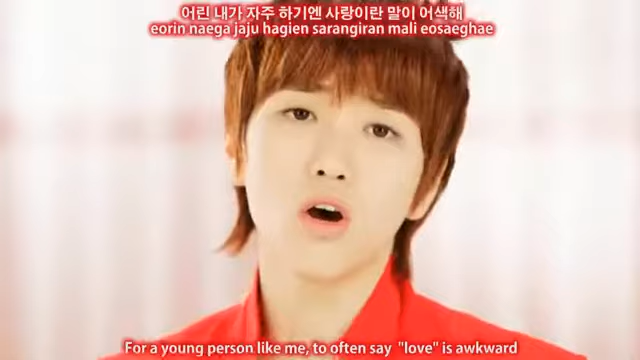 어린 내가 자주 하기엔 사랑이란 말이 어색해
eorin naega jaju hagien sarangiran mali eosaeghae
For a young person like me, to often say "love" is awkward